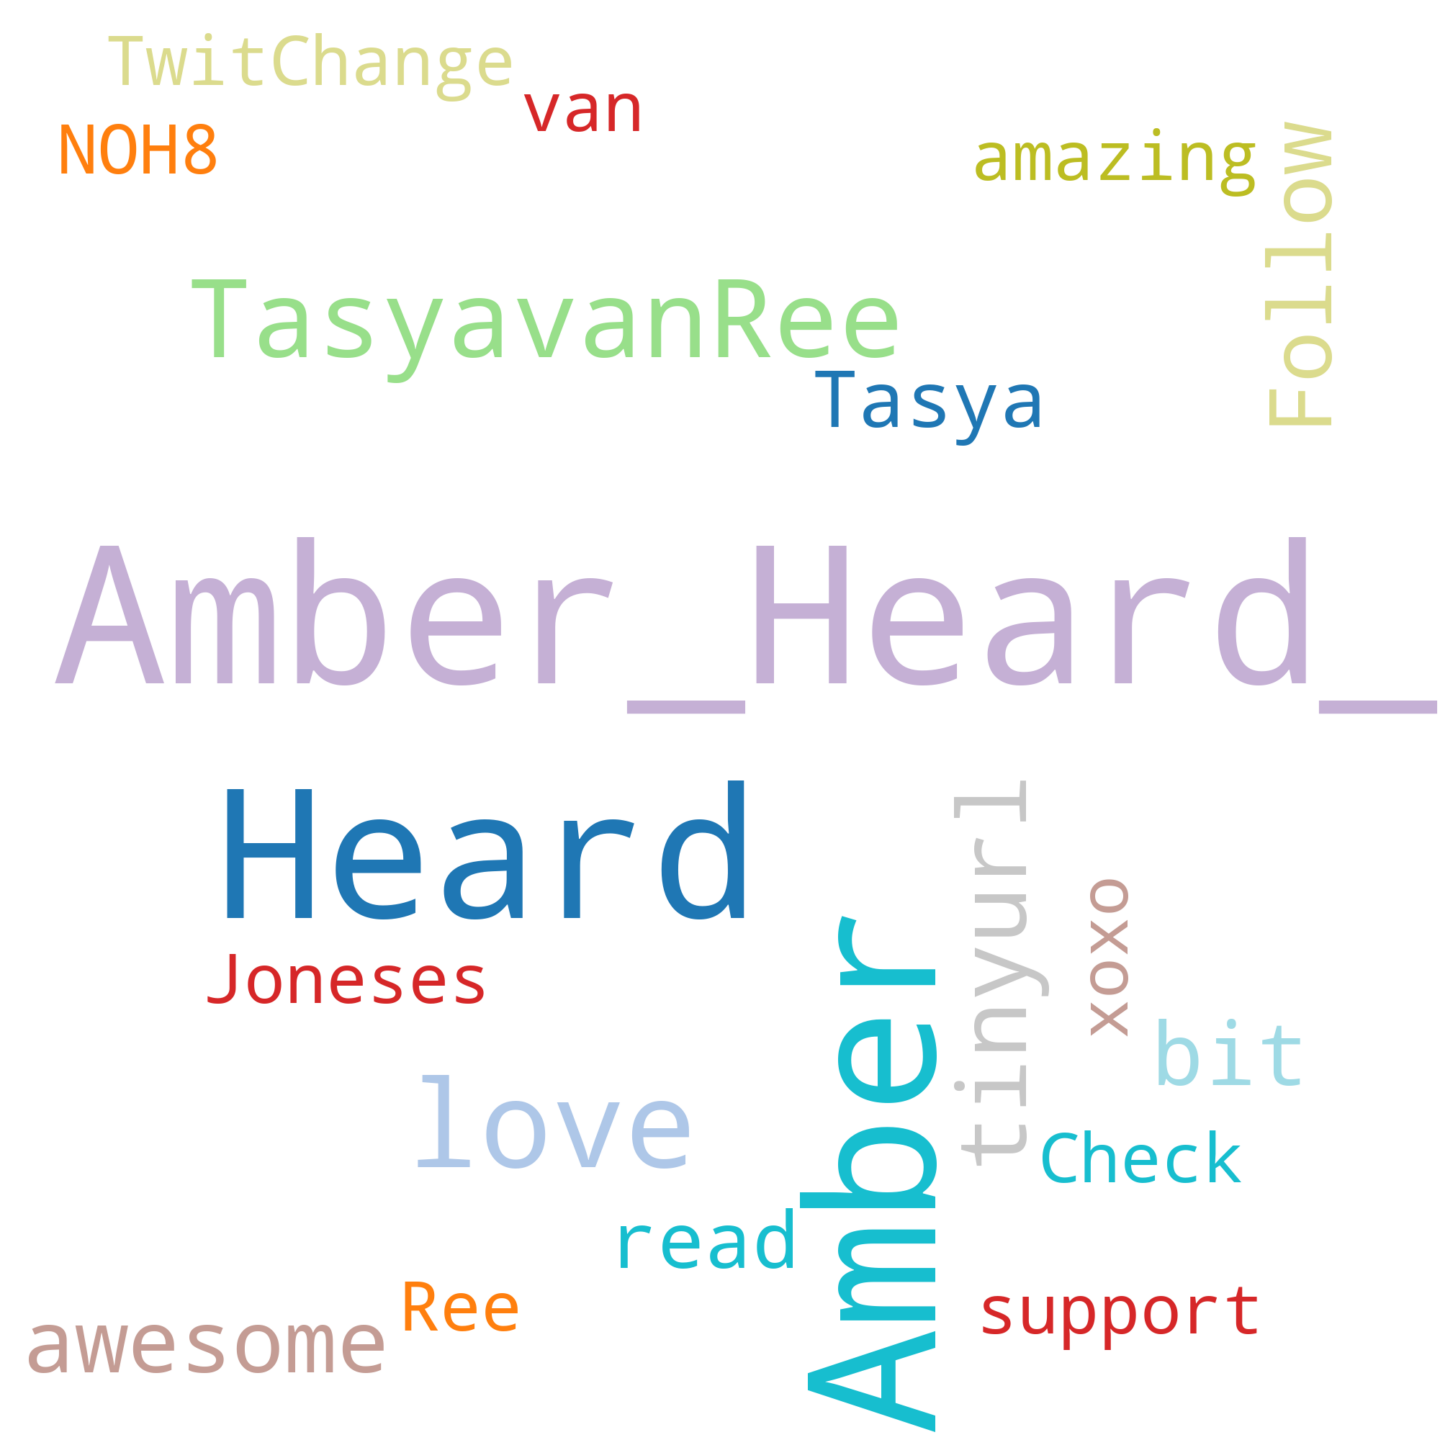 TwitChange
van
NOH8
amazing
Follow
TasyavanRee
Tasya
Amber_Heard_
Heard
tinyurl
xoxo
Joneses
Amber
bit
love
Check
read
Ree
support
awesome